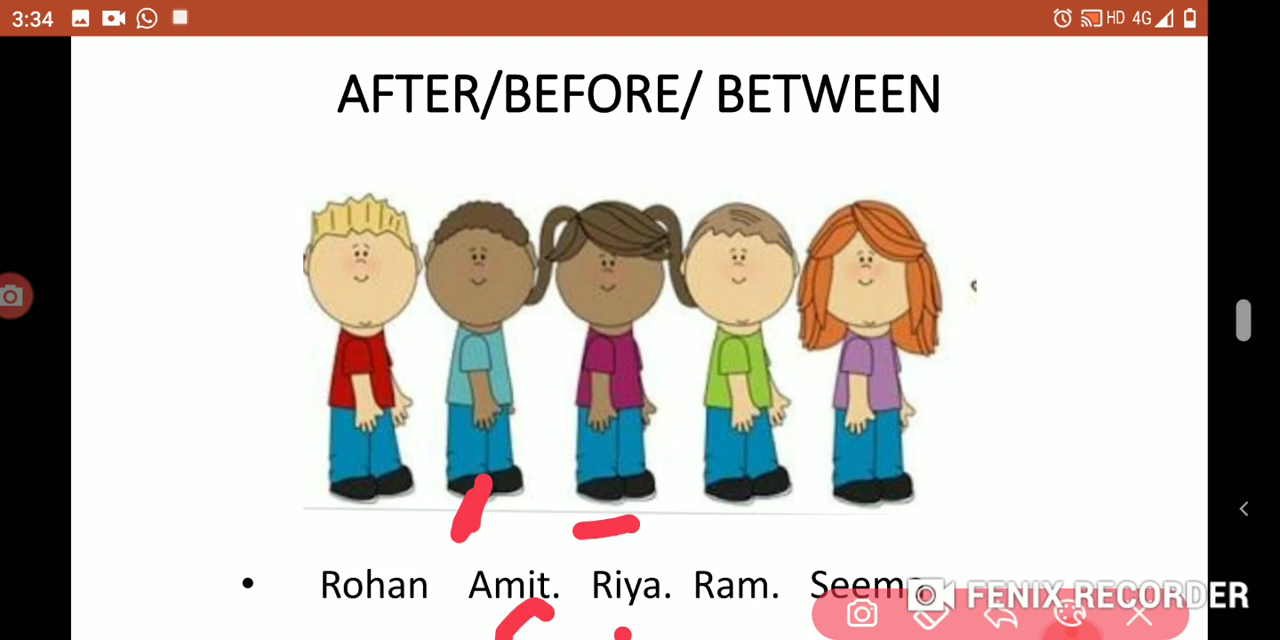 3:34 HD 4G
AFTER/BEFORE/ BETWEEN
• Rohan Amit. Riya. Ram. Seema
FENIX RECORDER